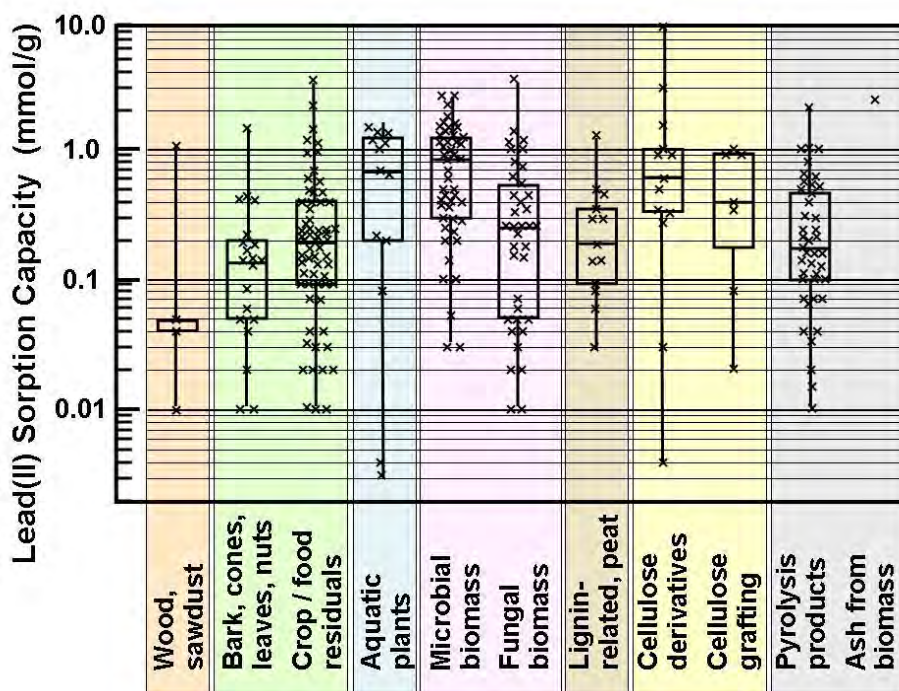 Lead(II) Sorption Capacity (mmol/g)
10.0
1.0
0.1
0.01
Wood,
sawdust
Bark, cones,
leaves, nuts
Crop / food
residuals
Aquatic
plants
Microbial
biomass
Fungal
biomass
Lignin-
related, peat
Cellulose
derivatives
Cellulose
grafting
Pyrolysis
products
Ash from
biomass